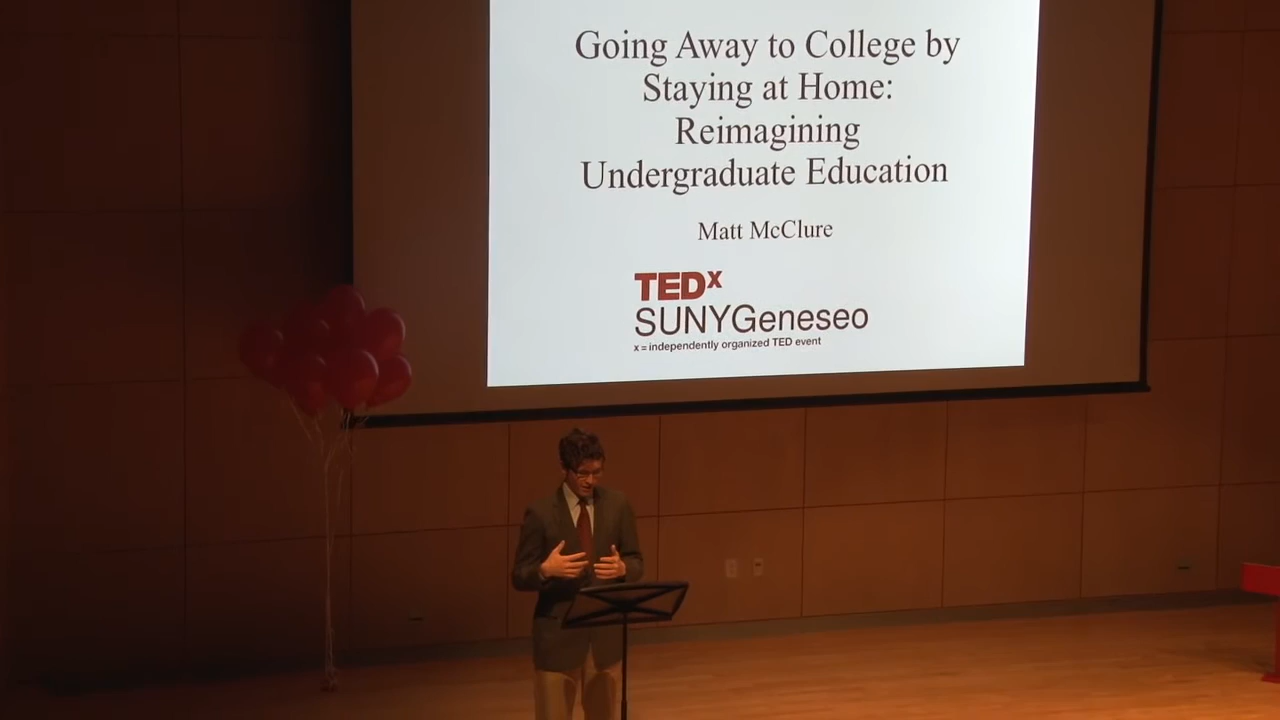 Going Away to College by
Staying at Home:
Reimagining
Undergraduate Education
Matt McClure
TEDx
SUNYGeneseo
x = independently organized TED event